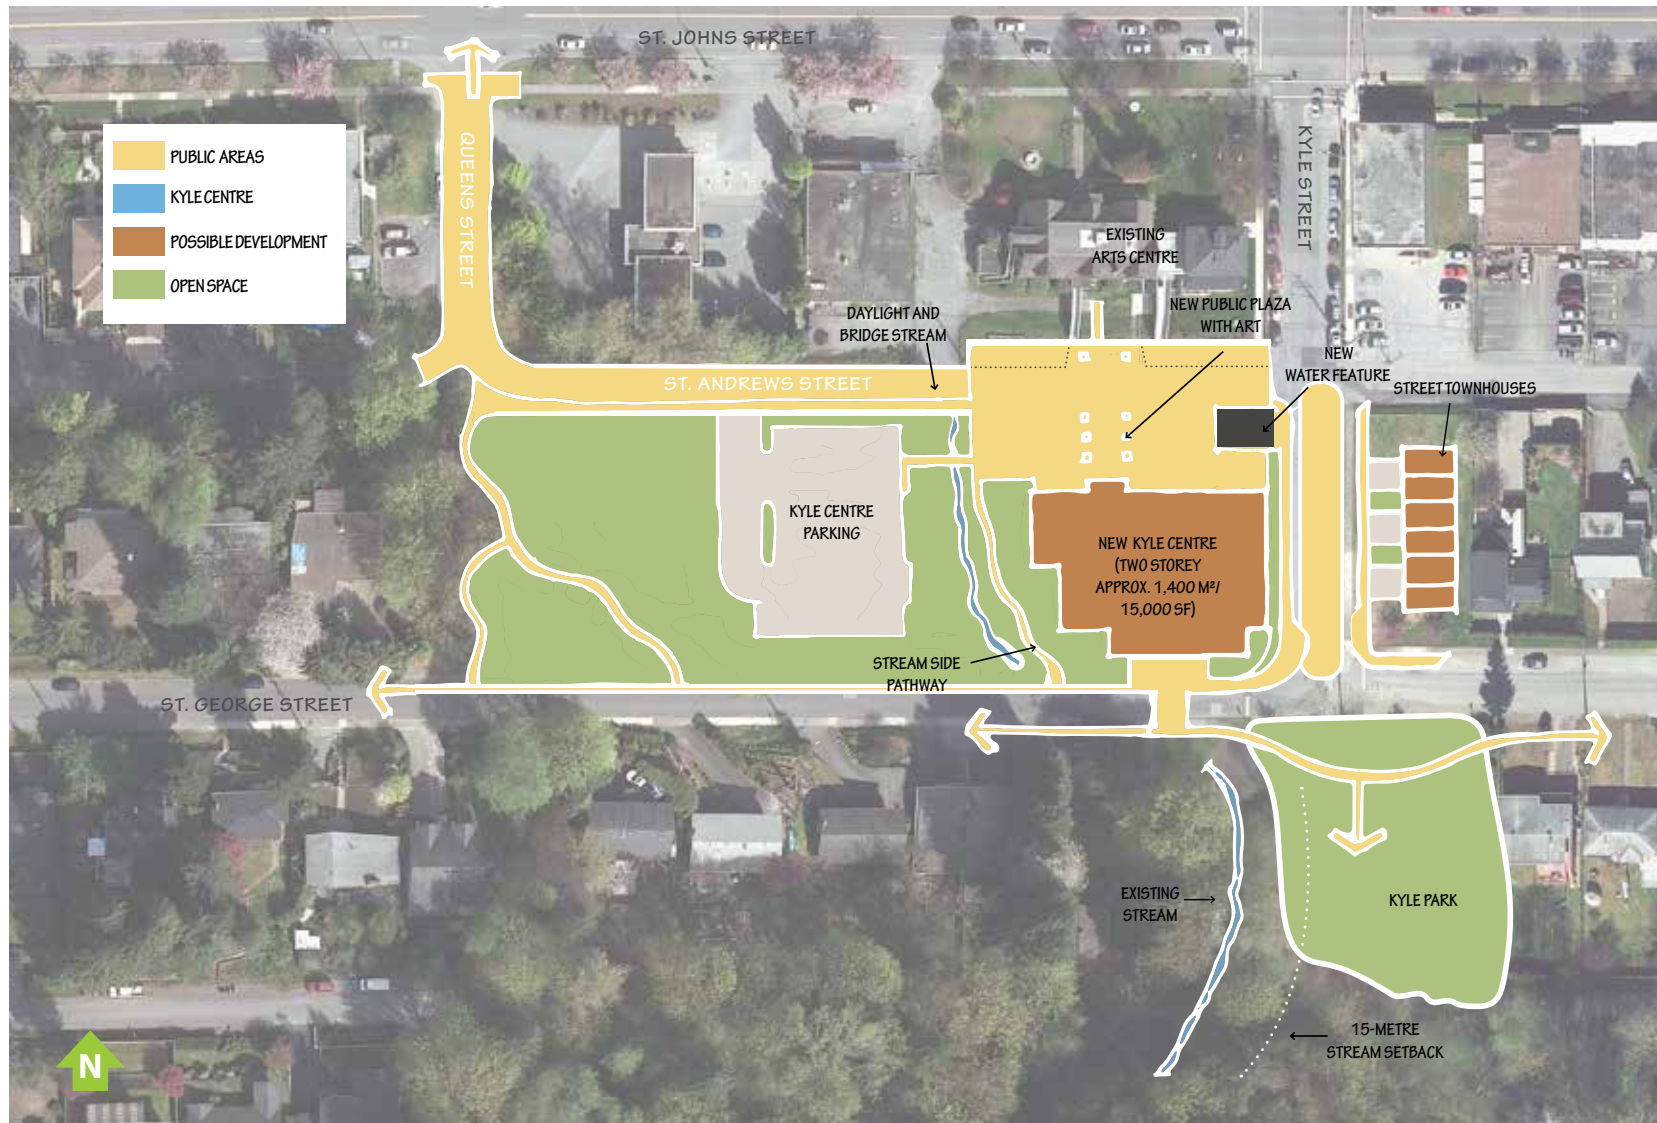 ST. JOHNS STREET
QUEENS STREET
KYLE STREET
PUBLIC AREAS
KYLE CENTRE
POSSIBLE DEVELOPMENT
OPEN SPACE
EXISTING
ARTS CENTRE
NEW PUBLIC PLAZA
WITH ART
DAYLIGHT AND
BRIDGE STREAM
NEW
WATER FEATURE
STREET TOWNHOUSES
ST. ANDREWS STREET
KYLE CENTRE
PARKING
NEW KYLE CENTRE
(TWO STOREY
APPROX. 1,400 M²/
15,000 SF)
STREAM SIDE
PATHWAY
ST. GEORGE STREET
EXISTING
STREAM
KYLE PARK
15-METRE
STREAM SETBACK
N